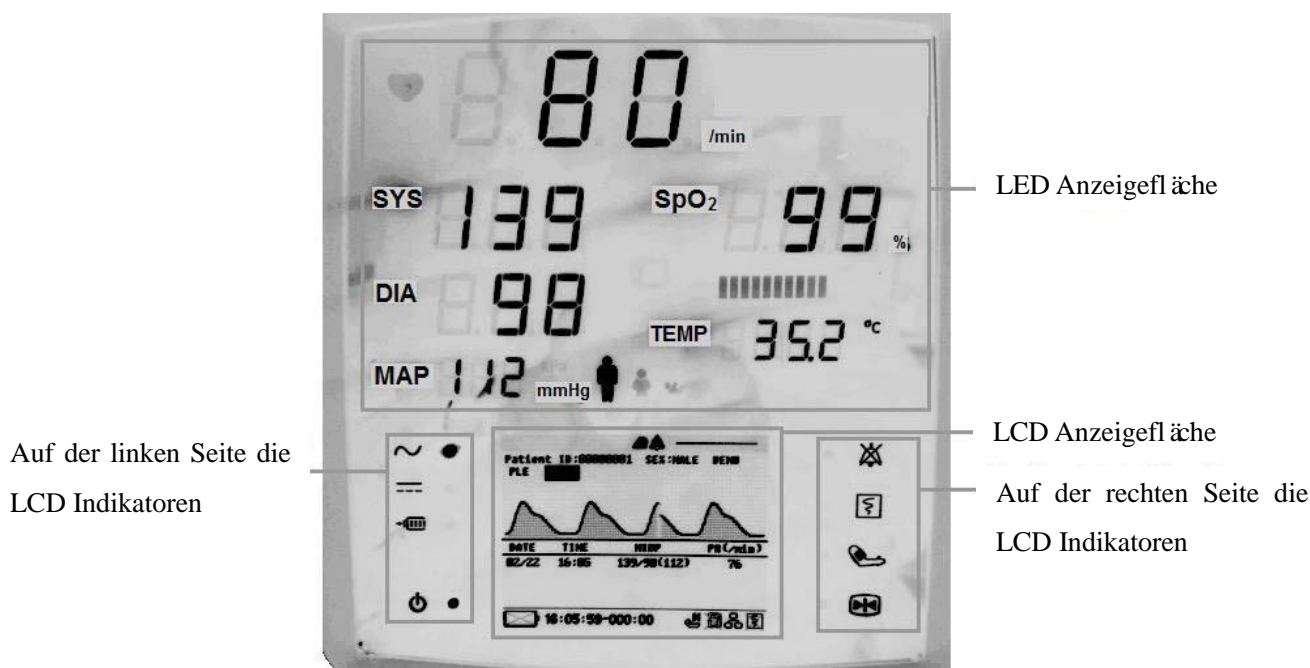 80
/min
SYS 139
SpO₂ 99 %
DIA 98
TEMP 35.2 °C
MAP 112 mmHg
LED Anzeigefläche
LCD Anzeigefläche
Auf der linken Seite die
LCD Indikatoren
Auf der rechten Seite die
LCD Indikatoren
Patient ID:00000001 SEX:MALE DEMO
PLE
DATE TIME NIBP PR(/min)
02/22 16:05 139/98(112) 76
16:05:59-000:00